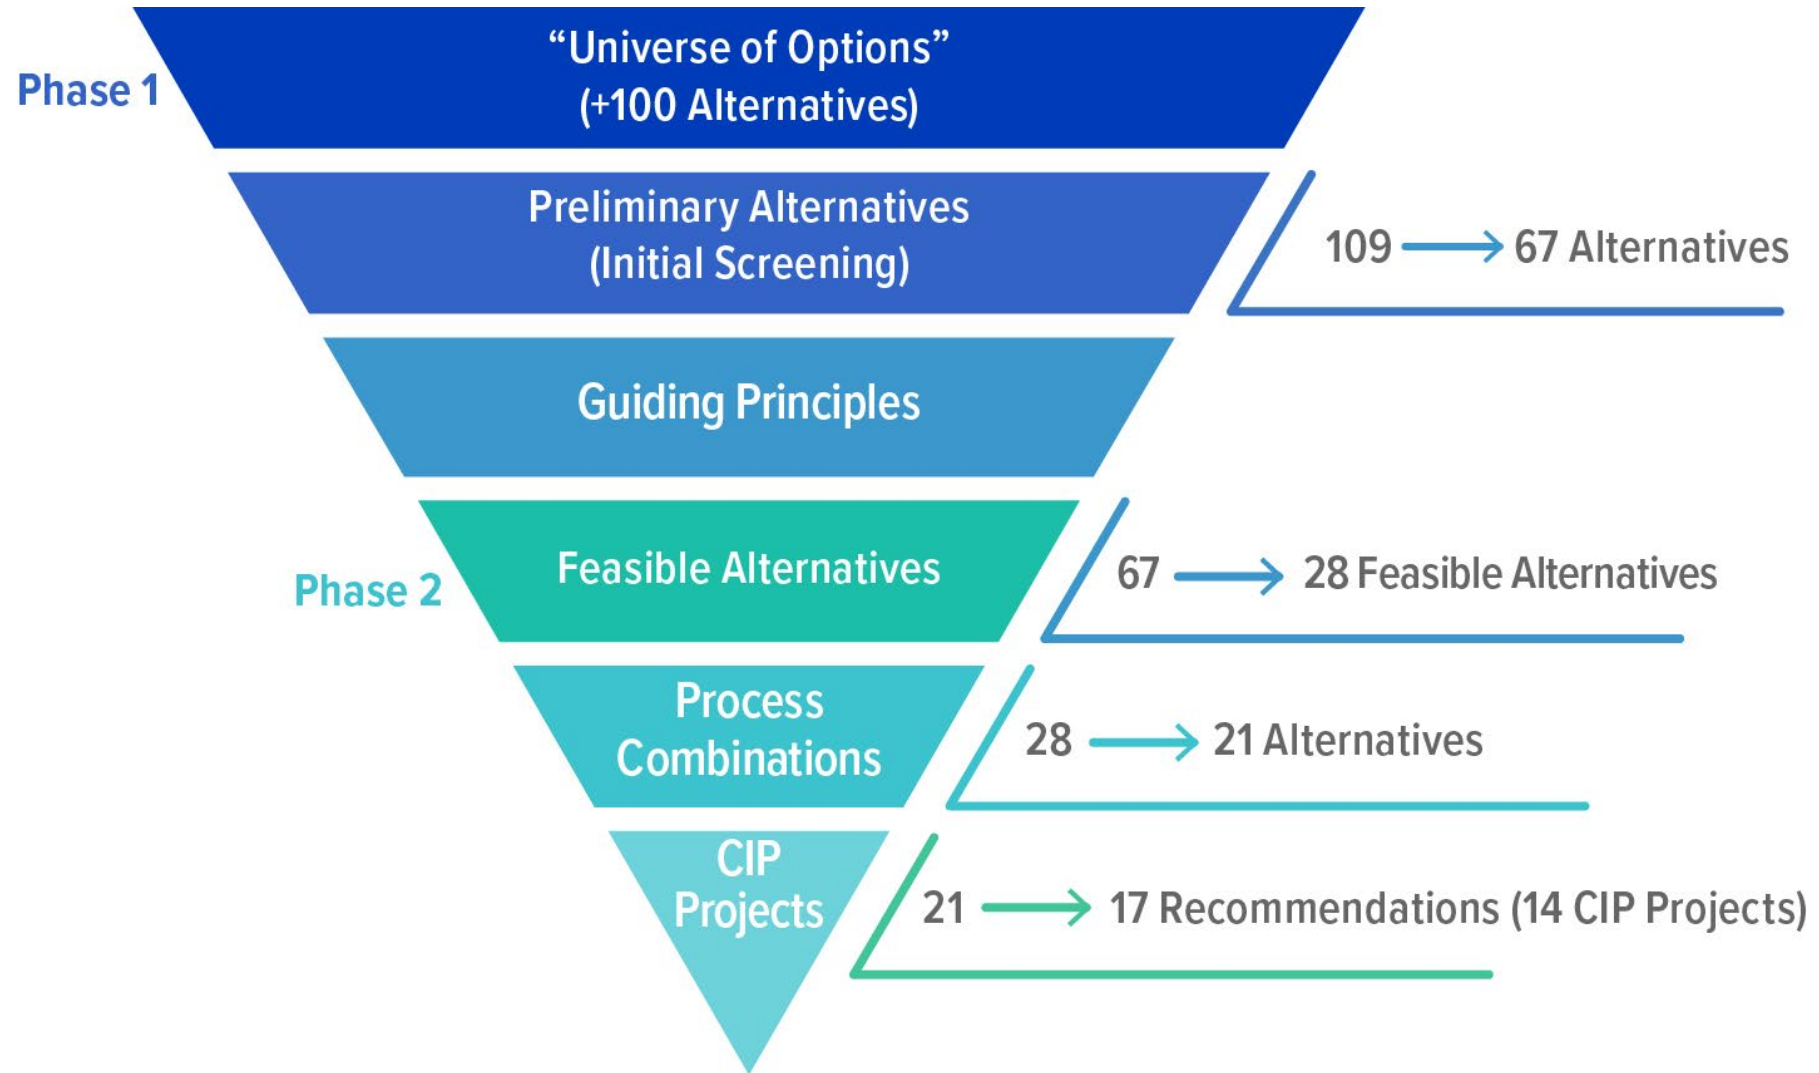 “Universe of Options”
(+100 Alternatives)
Phase 1
Preliminary Alternatives
(Initial Screening)
109 → 67 Alternatives
Guiding Principles
Feasible Alternatives
Phase 2
67 → 28 Feasible Alternatives
Process
Combinations
28 → 21 Alternatives
CIP
Projects
21 → 17 Recommendations (14 CIP Projects)